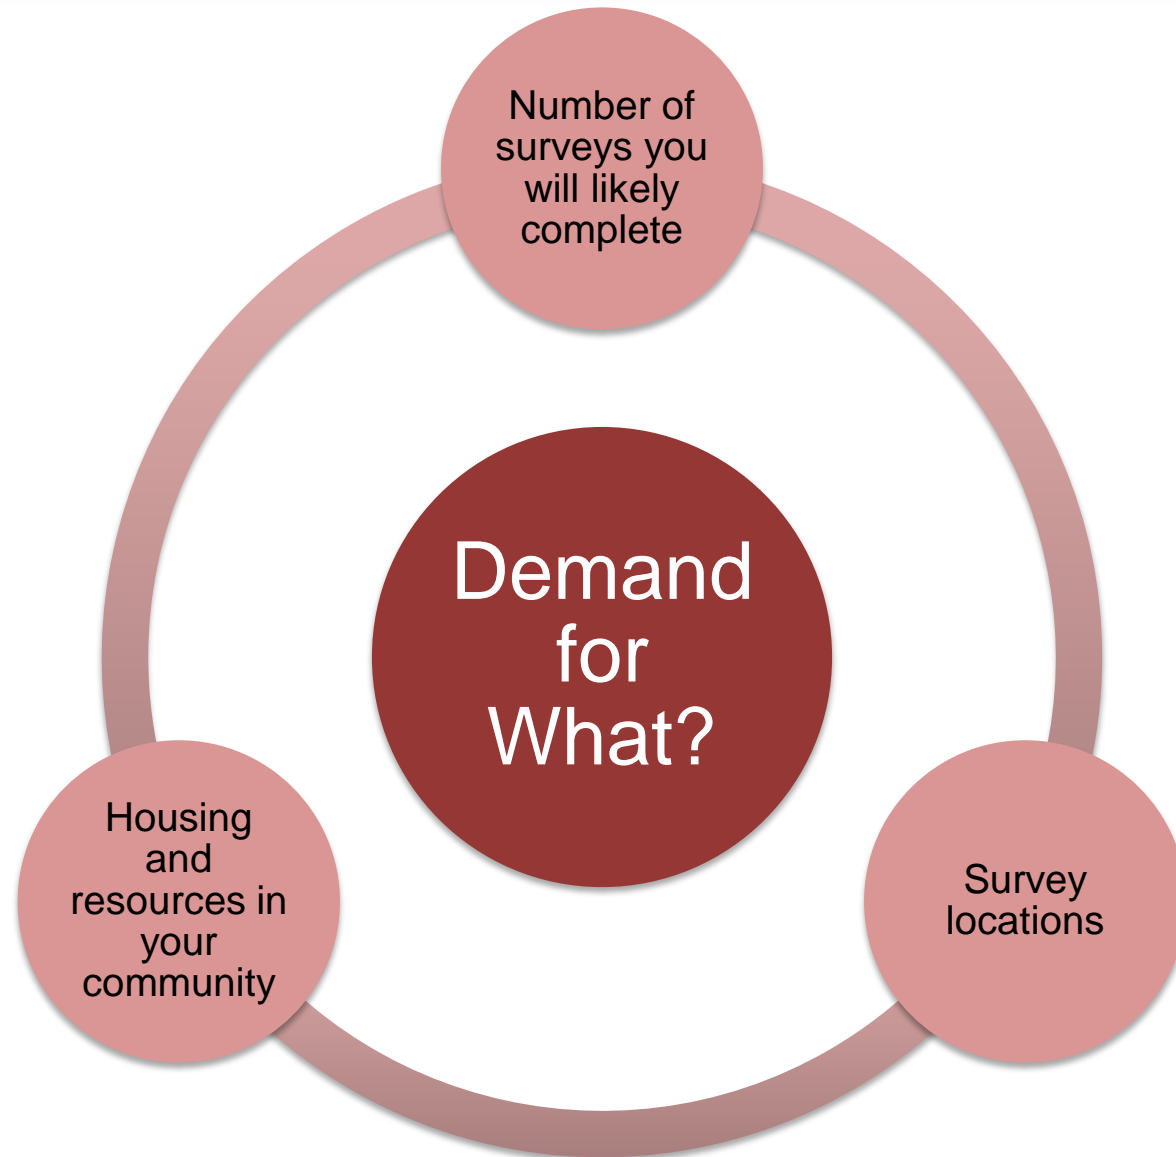 Number of
surveys you
will likely
complete
Demand
for
What?
Housing
and
resources in
your
community
Survey
locations